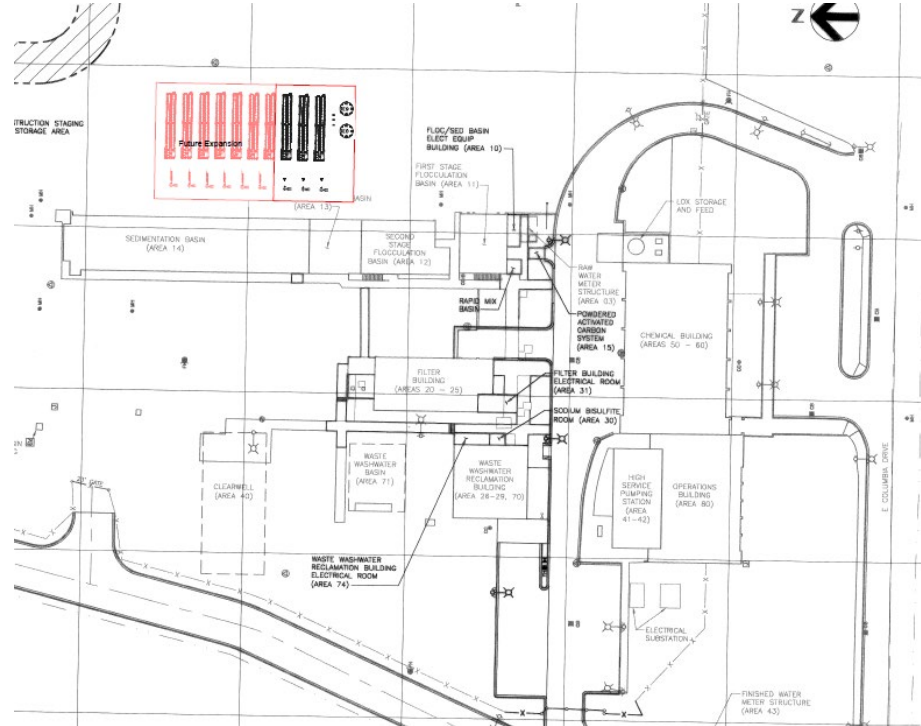 Z
TRUCTION STAGING
STORAGE AREA
Future Expansion
FLOC/SED BASIN
ELECT EQUIP
BUILDING (AREA 10)
FIRST STAGE
FLOCCULATION
BASIN (AREA 11)
BASIN
(AREA 13)
LOX STORAGE
AND FEED
SEDIMENTATION BASIN
(AREA 14)
SECOND
STAGE
FLOCCULATION
BASIN (AREA 12)
RAW
WATER
METER
STRUCTURE
(AREA 03)
RAPID MIX
BASIN
POWDERED
ACTIVATED
CARBON
SYSTEM
(AREA 15)
CHEMICAL BUILDING
(AREAS 50 - 60)
FILTER
BUILDING
(AREAS 20 - 25)
FILTER BUILDING
ELECTRICAL ROOM
(AREA 31)
SODIUM BISULFITE
ROOM (AREA 30)
CLEARWELL
(AREA 40)
WASTE
WASHWATER
BASIN
(AREA 71)
WASTE
WASHWATER
RECLAMATION
BUILDING
(AREA 26-29, 70)
HIGH
SERVICE
PUMPING
STATION
(AREA
41-42)
OPERATIONS
BUILDING
(AREA 80)
E. COLUMBIA DRIVE
GATE
WASTE WASHWATER
RECLAMATION BUILDING
ELECTRICAL ROOM
(AREA 74)
ELECTRICAL
SUBSTATION
FINISHED WATER
METER STRUCTURE
(AREA 43)